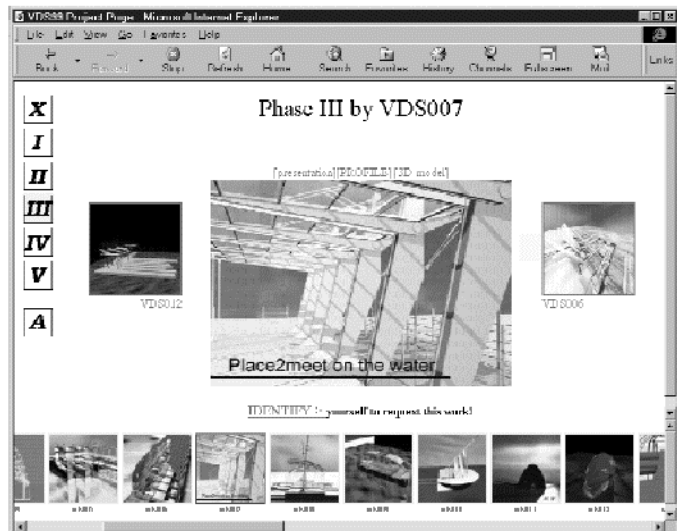 VDS99 Project Page - Microsoft Internet Explorer
File Edit View Go Favorites Help
Back Forward Stop Refresh Home Search Favorites History Channels Fullscreen Mail Links
X
I
II
III
IV
V
A
Phase III by VDS007
[presentation][PROFILE][3D model]
VDS012
VDS006
Place2meet on the water
IDENTIFY yourself to request this work!